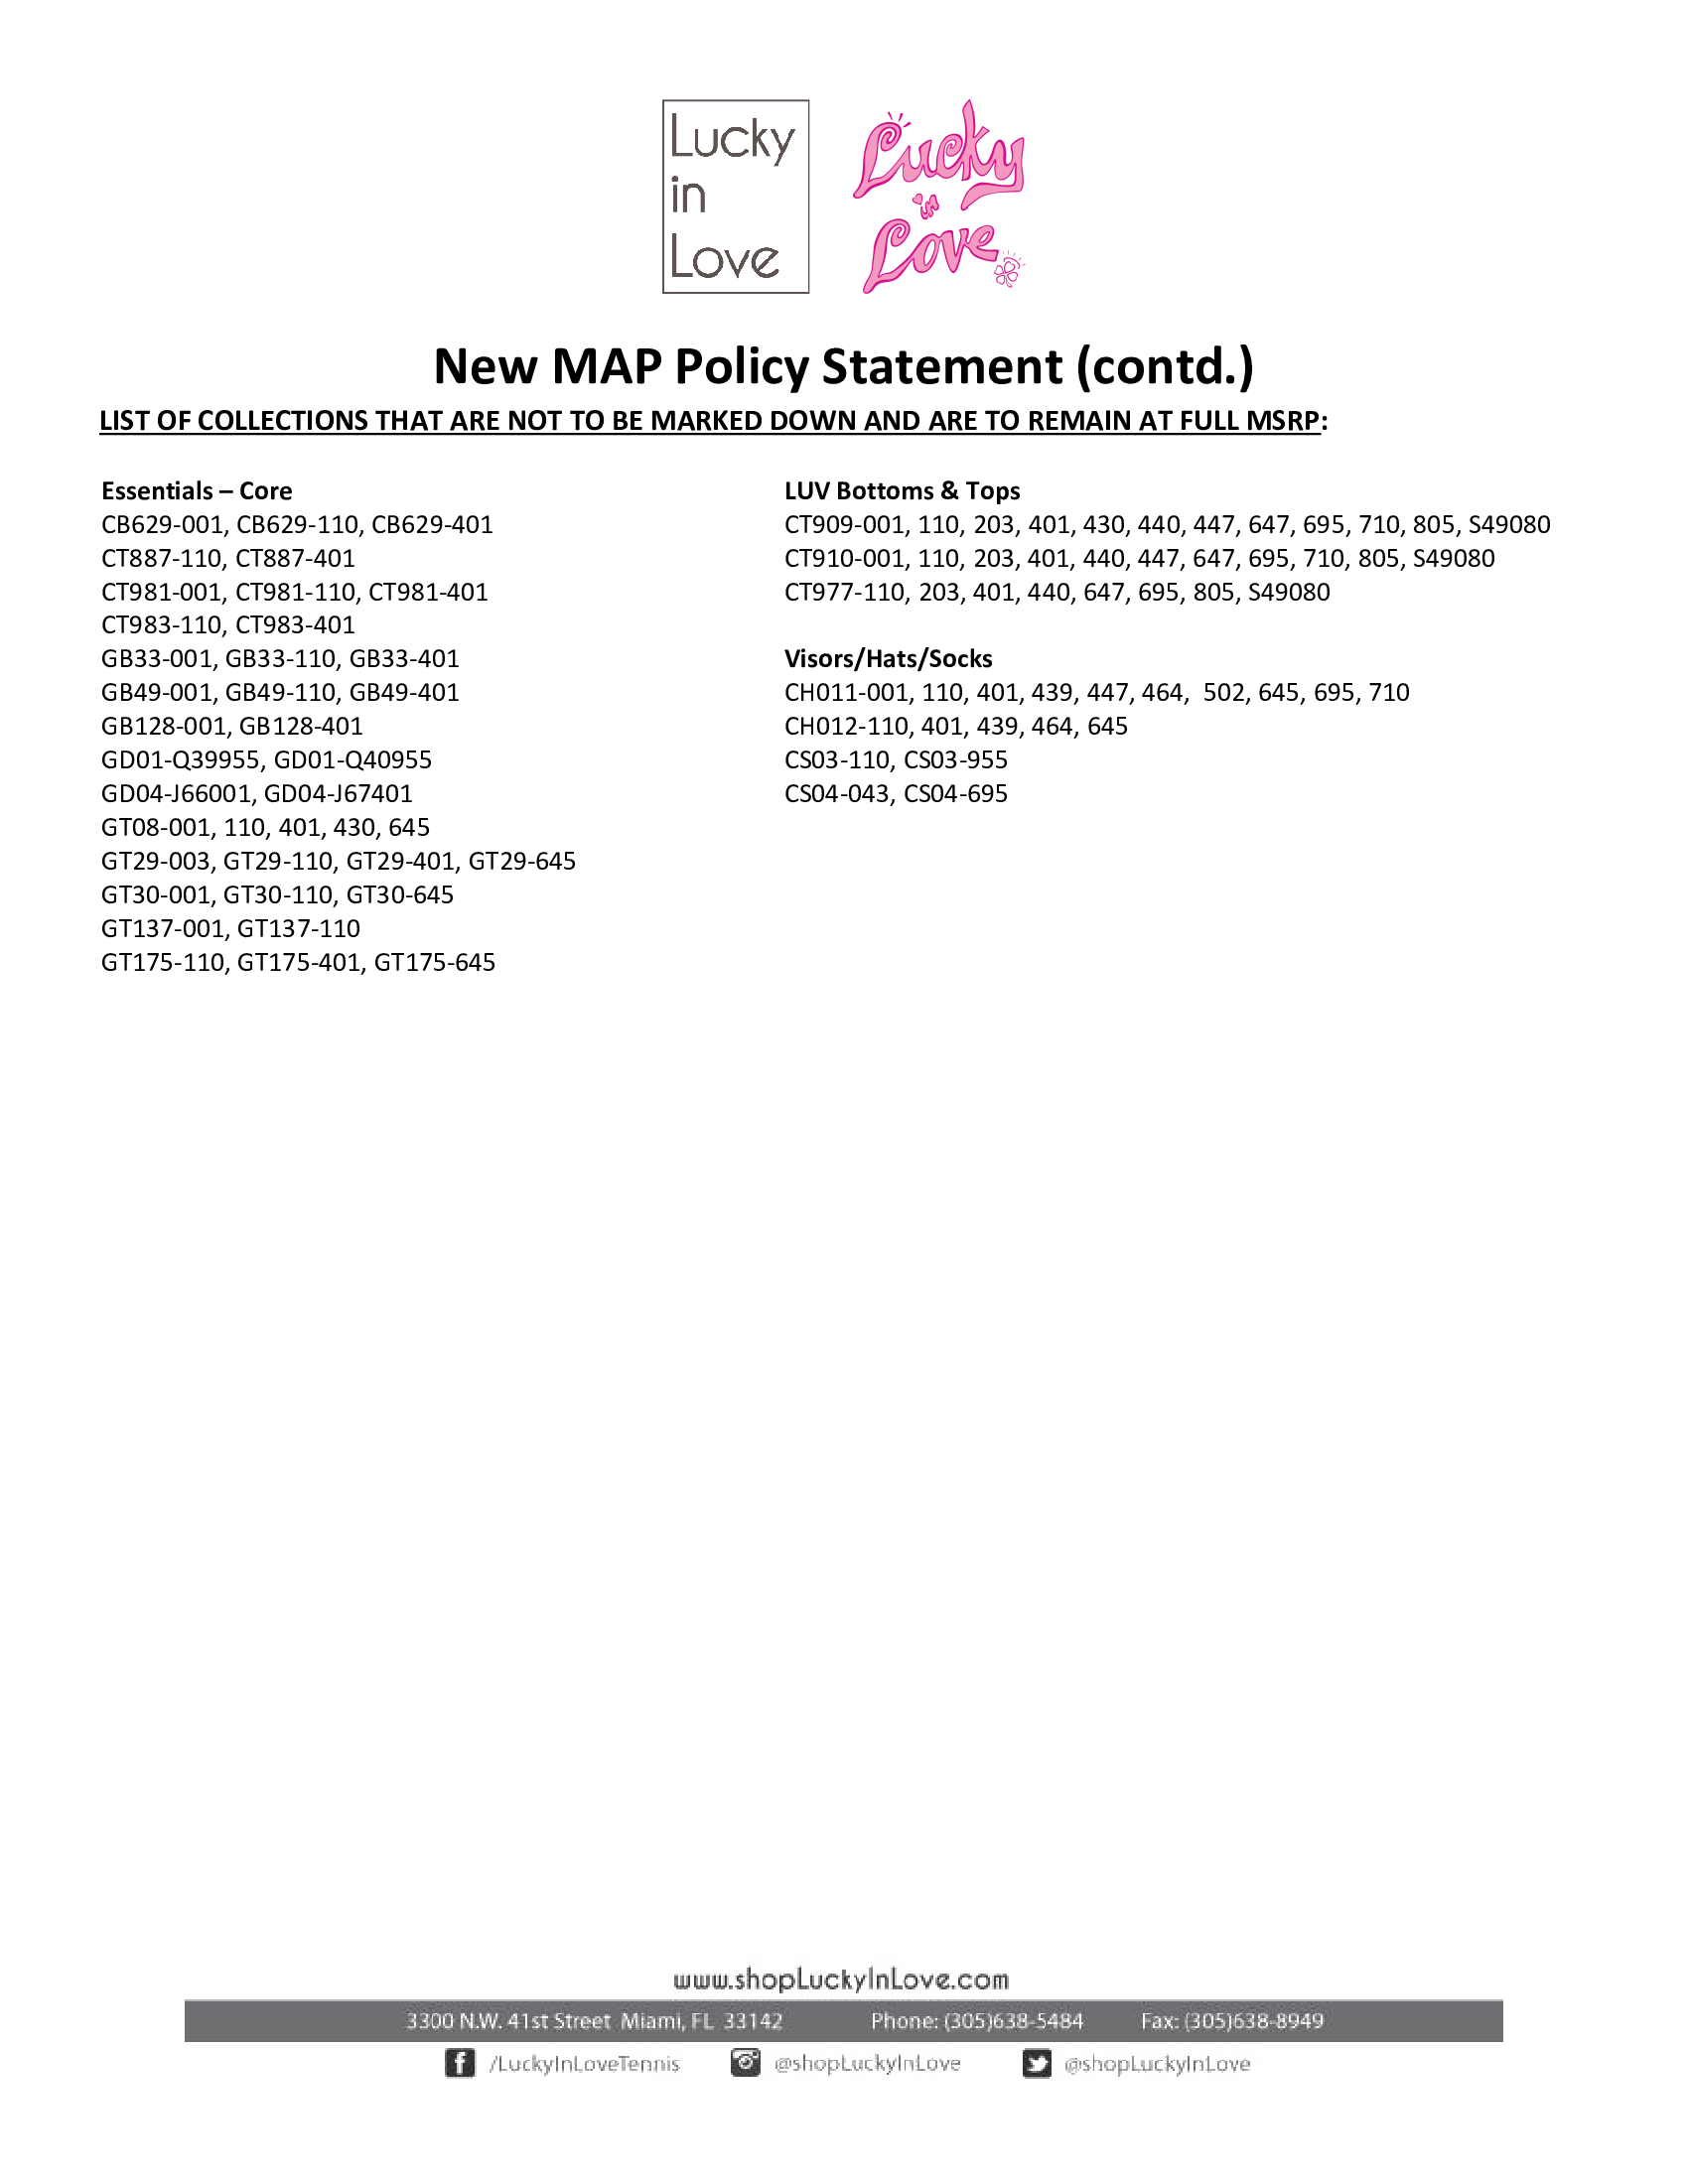 Lucky
in
Love
Lucky
in
Love
New MAP Policy Statement (contd.)
LIST OF COLLECTIONS THAT ARE NOT TO BE MARKED DOWN AND ARE TO REMAIN AT FULL MSRP:
Essentials – Core
CB629-001, CB629-110, CB629-401
CT887-110, CT887-401
CT981-001, CT981-110, CT981-401
CT983-110, CT983-401
GB33-001, GB33-110, GB33-401
GB49-001, GB49-110, GB49-401
GB128-001, GB128-401
GD01-Q39955, GD01-Q40955
GD04-J66001, GD04-J67401
GT08-001, 110, 401, 430, 645
GT29-003, GT29-110, GT29-401, GT29-645
GT30-001, GT30-110, GT30-645
GT137-001, GT137-110
GT175-110, GT175-401, GT175-645
LUV Bottoms & Tops
CT909-001, 110, 203, 401, 430, 440, 447, 647, 695, 710, 805, S49080
CT910-001, 110, 203, 401, 440, 447, 647, 695, 710, 805, S49080
CT977-110, 203, 401, 440, 647, 695, 805, S49080
Visors/Hats/Socks
CH011-001, 110, 401, 439, 447, 464,  502, 645, 695, 710
CH012-110, 401, 439, 464, 645
CS03-110, CS03-955
CS04-043, CS04-695
www.shopLuckyInLove.com
3300 N.W. 41st Street Miami, FL 33142 Phone: (305)638-5484 Fax: (305)638-8949
/LuckyInLoveTennis @shopLuckyInLove @shopLuckyInLove